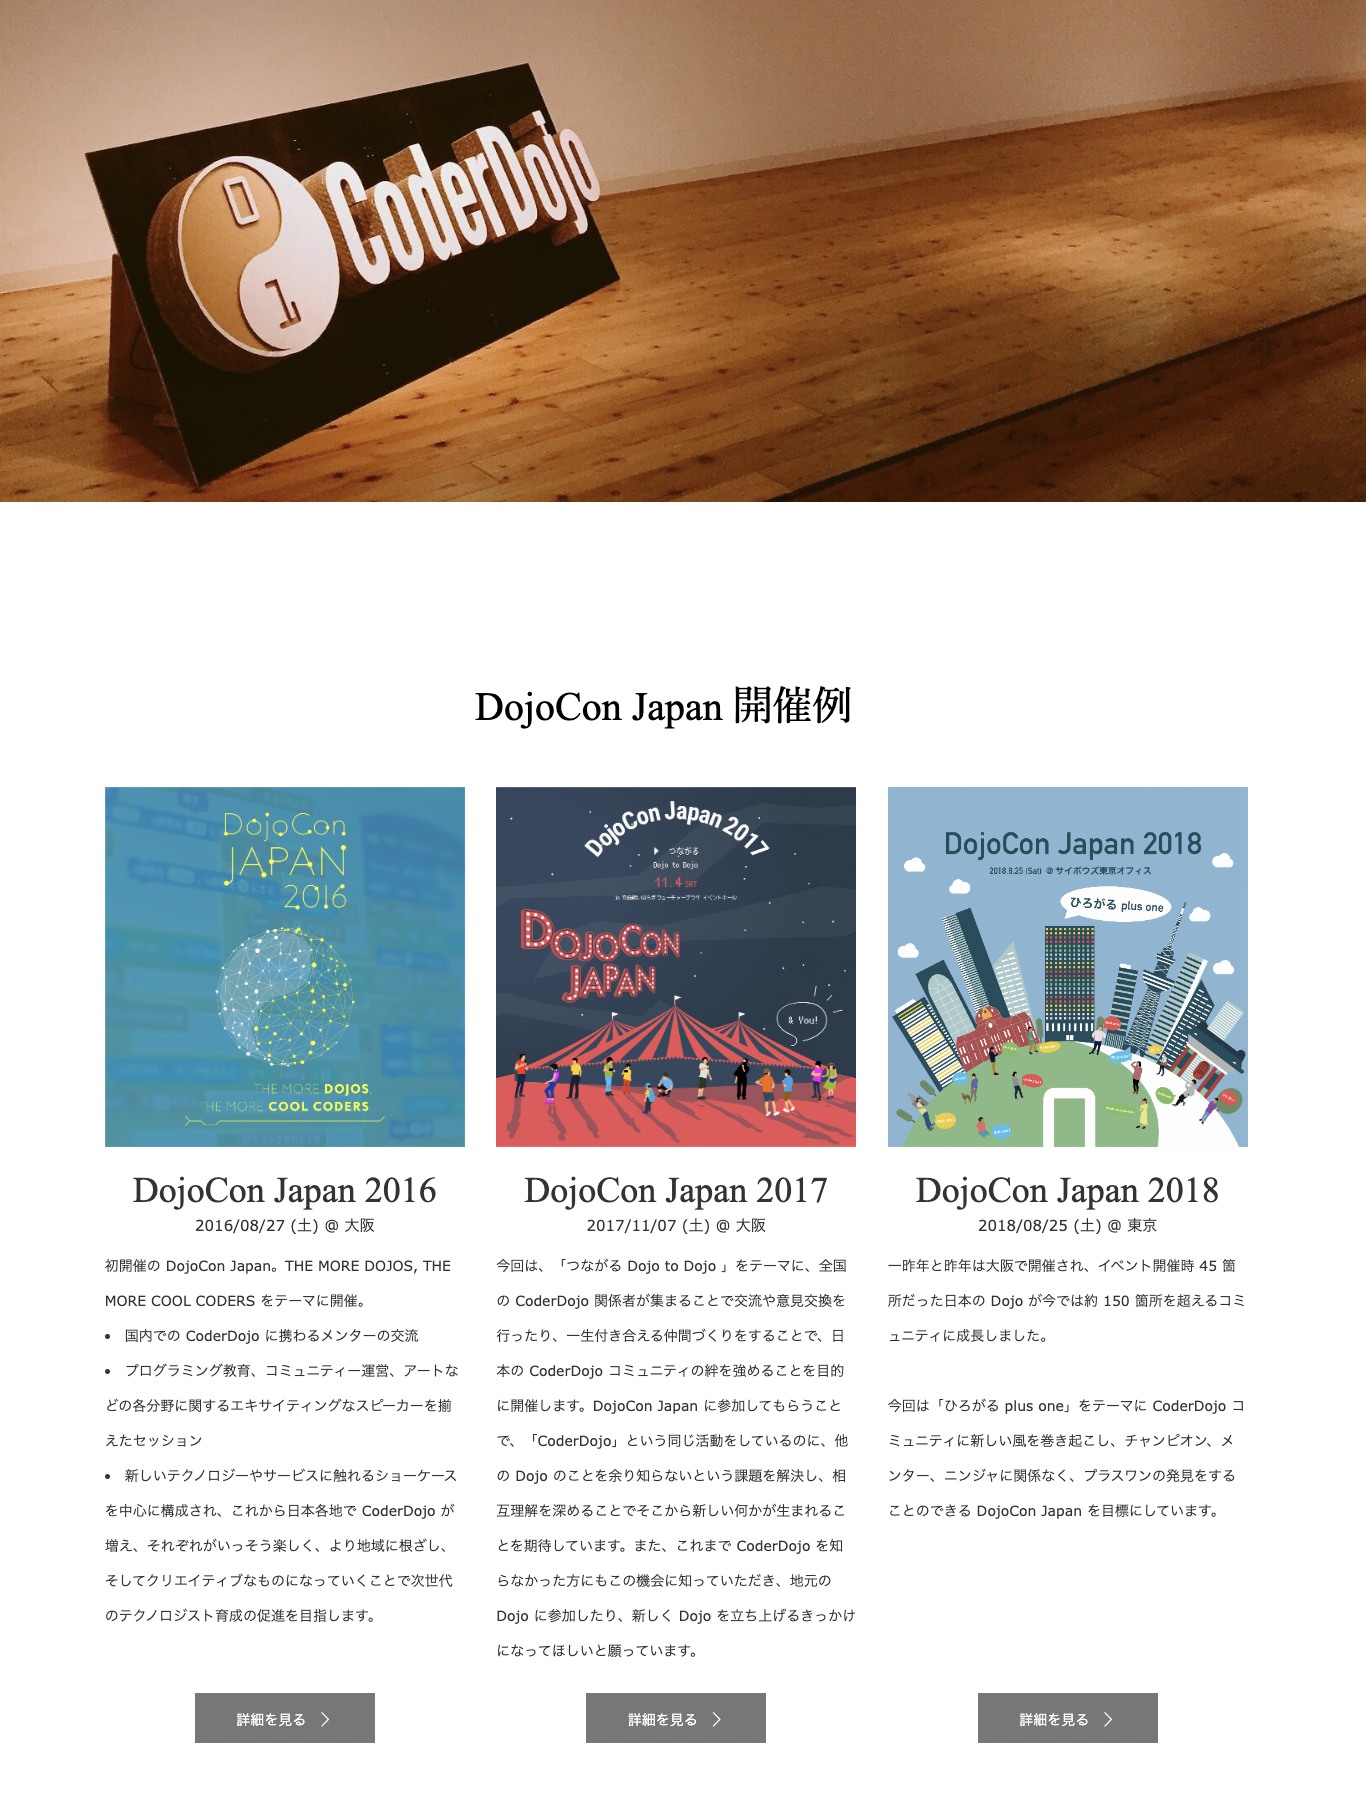 0
1
CoderDojo
DojoCon Japan 開催例
DojoCon
JAPAN
2016
THE MORE DOJOS,
THE MORE COOL CODERS
DojoCon Japan 2016
2016/08/27 (土) @ 大阪
初開催の DojoCon Japan。THE MORE DOJOS, THE
MORE COOL CODERS をテーマに開催。
• 国内での CoderDojo に携わるメンターの交流
• プログラミング教育、コミュニティー運営、アートな
どの各分野に関するエキサイティングなスピーカーを揃
えたセッション
• 新しいテクノロジーやサービスに触れるショーケース
を中心に構成され、これから日本各地で CoderDojo が
増え、それぞれがいっそう楽しく、より地域に根ざし、
そしてクリエイティブなものになっていくことで次世代
のテクノロジスト育成の促進を目指します。
詳細を見る
DojoCon Japan 2017
つながる
Dojo to Dojo
11.4 SAT
DOJOCON
JAPAN
& You!
DojoCon Japan 2017
2017/11/07 (土) @ 大阪
今回は、「つながる Dojo to Dojo 」をテーマに、全国
の CoderDojo 関係者が集まることで交流や意見交換を
行ったり、一生付き合える仲間づくりをすることで、日
本の CoderDojo コミュニティの絆を強めることを目的
に開催します。DojoCon Japan に参加してもらうこと
で、「CoderDojo」という同じ活動をしているのに、他
の Dojo のことを余り知らないという課題を解決し、相
互理解を深めることでそこから新しい何かが生まれるこ
とを期待しています。また、これまで CoderDojo を知
らなかった方にもこの機会に知っていただき、地元の
Dojo に参加したり、新しく Dojo を立ち上げるきっかけ
になってほしいと願っています。
詳細を見る
DojoCon Japan 2018
2018.8.25 (Sat) @ サイボウズ東京オフィス
ひろがる plus one
DojoCon Japan 2018
2018/08/25 (土) @ 東京
一昨年と昨年は大阪で開催され、イベント開催時 45 箇
所だった日本の Dojo が今では約 150 箇所を超えるコミ
ュニティに成長しました。
今回は「ひろがる plus one」をテーマに CoderDojo コ
ミュニティに新しい風を巻き起こし、チャンピオン、メ
ンター、ニンジャに関係なく、プラスワンの発見をする
ことのできる DojoCon Japan を目標にしています。
詳細を見る